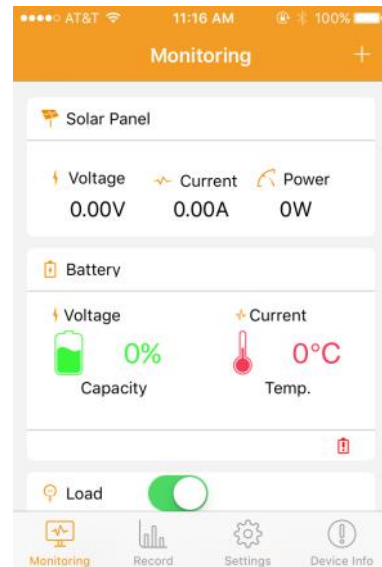 AT&T 11:16 AM 100%
Monitoring +
Solar Panel
Voltage Current Power
0.00V 0.00A 0W
Battery
Voltage Current
0% 0°C
Capacity Temp.
Load
Monitoring Record Settings Device Info